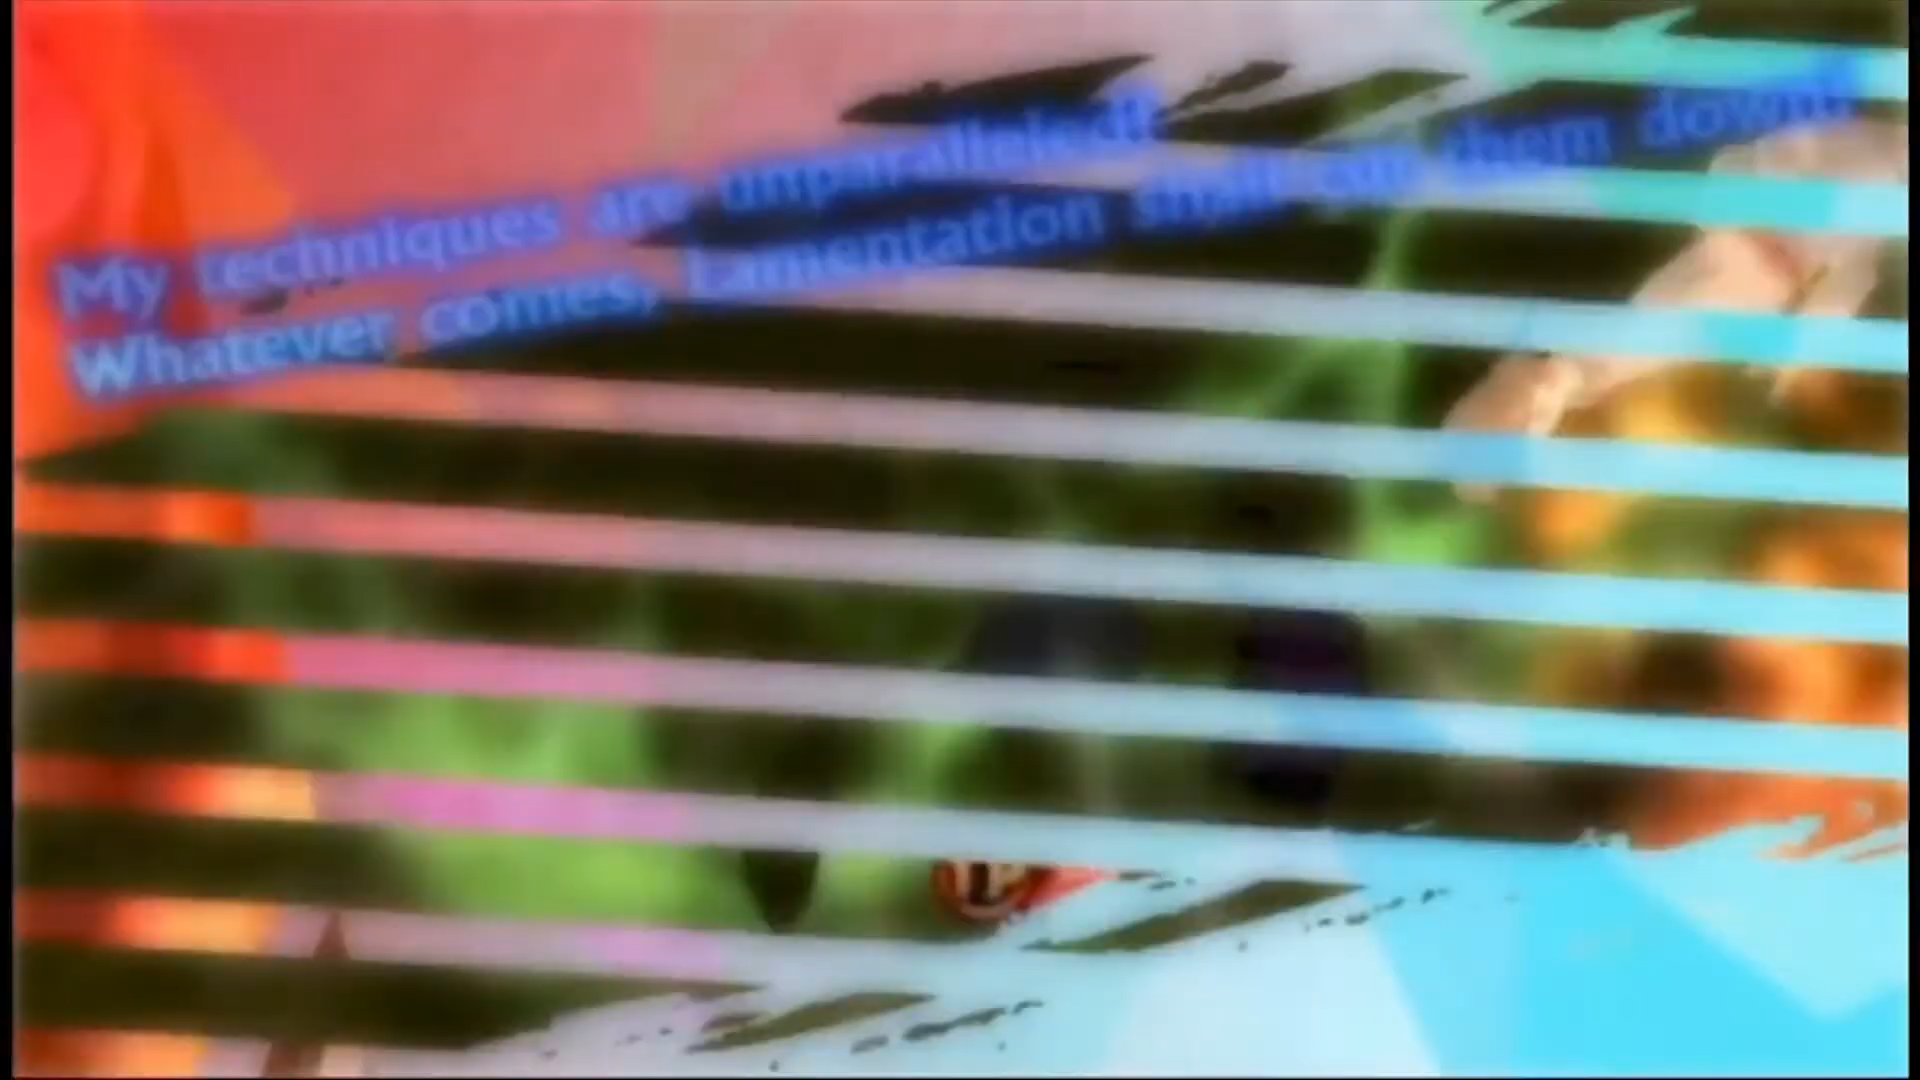 My techniques are unparalleled!
Whatever comes, Lamentation shall cut them down!